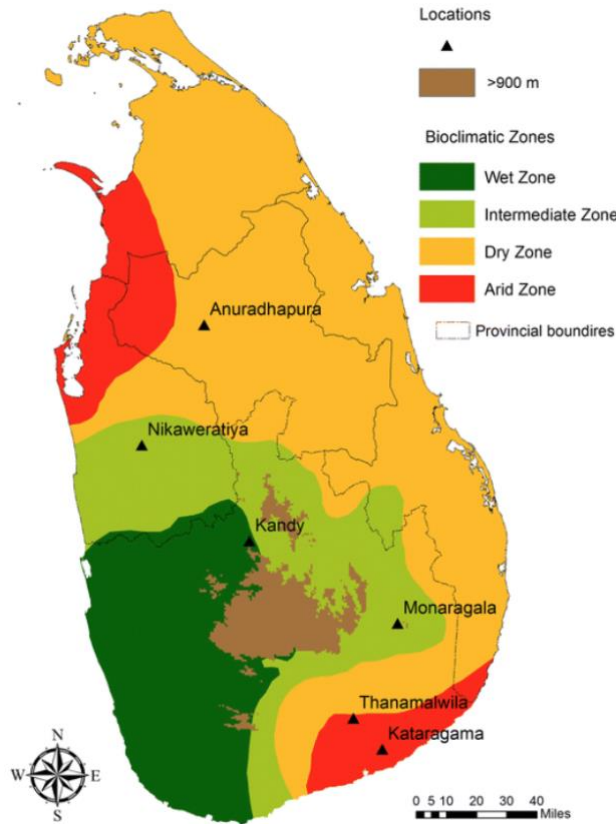 Locations
>900 m
Bioclimatic Zones
Wet Zone
Intermediate Zone
Dry Zone
Arid Zone
Provincial boundires
Anuradhapura
Nikaweratiya
Kandy
Monaragala
Thanamalwila
Kataragama
N
W E
S
0 5 10 20 30 40
Miles